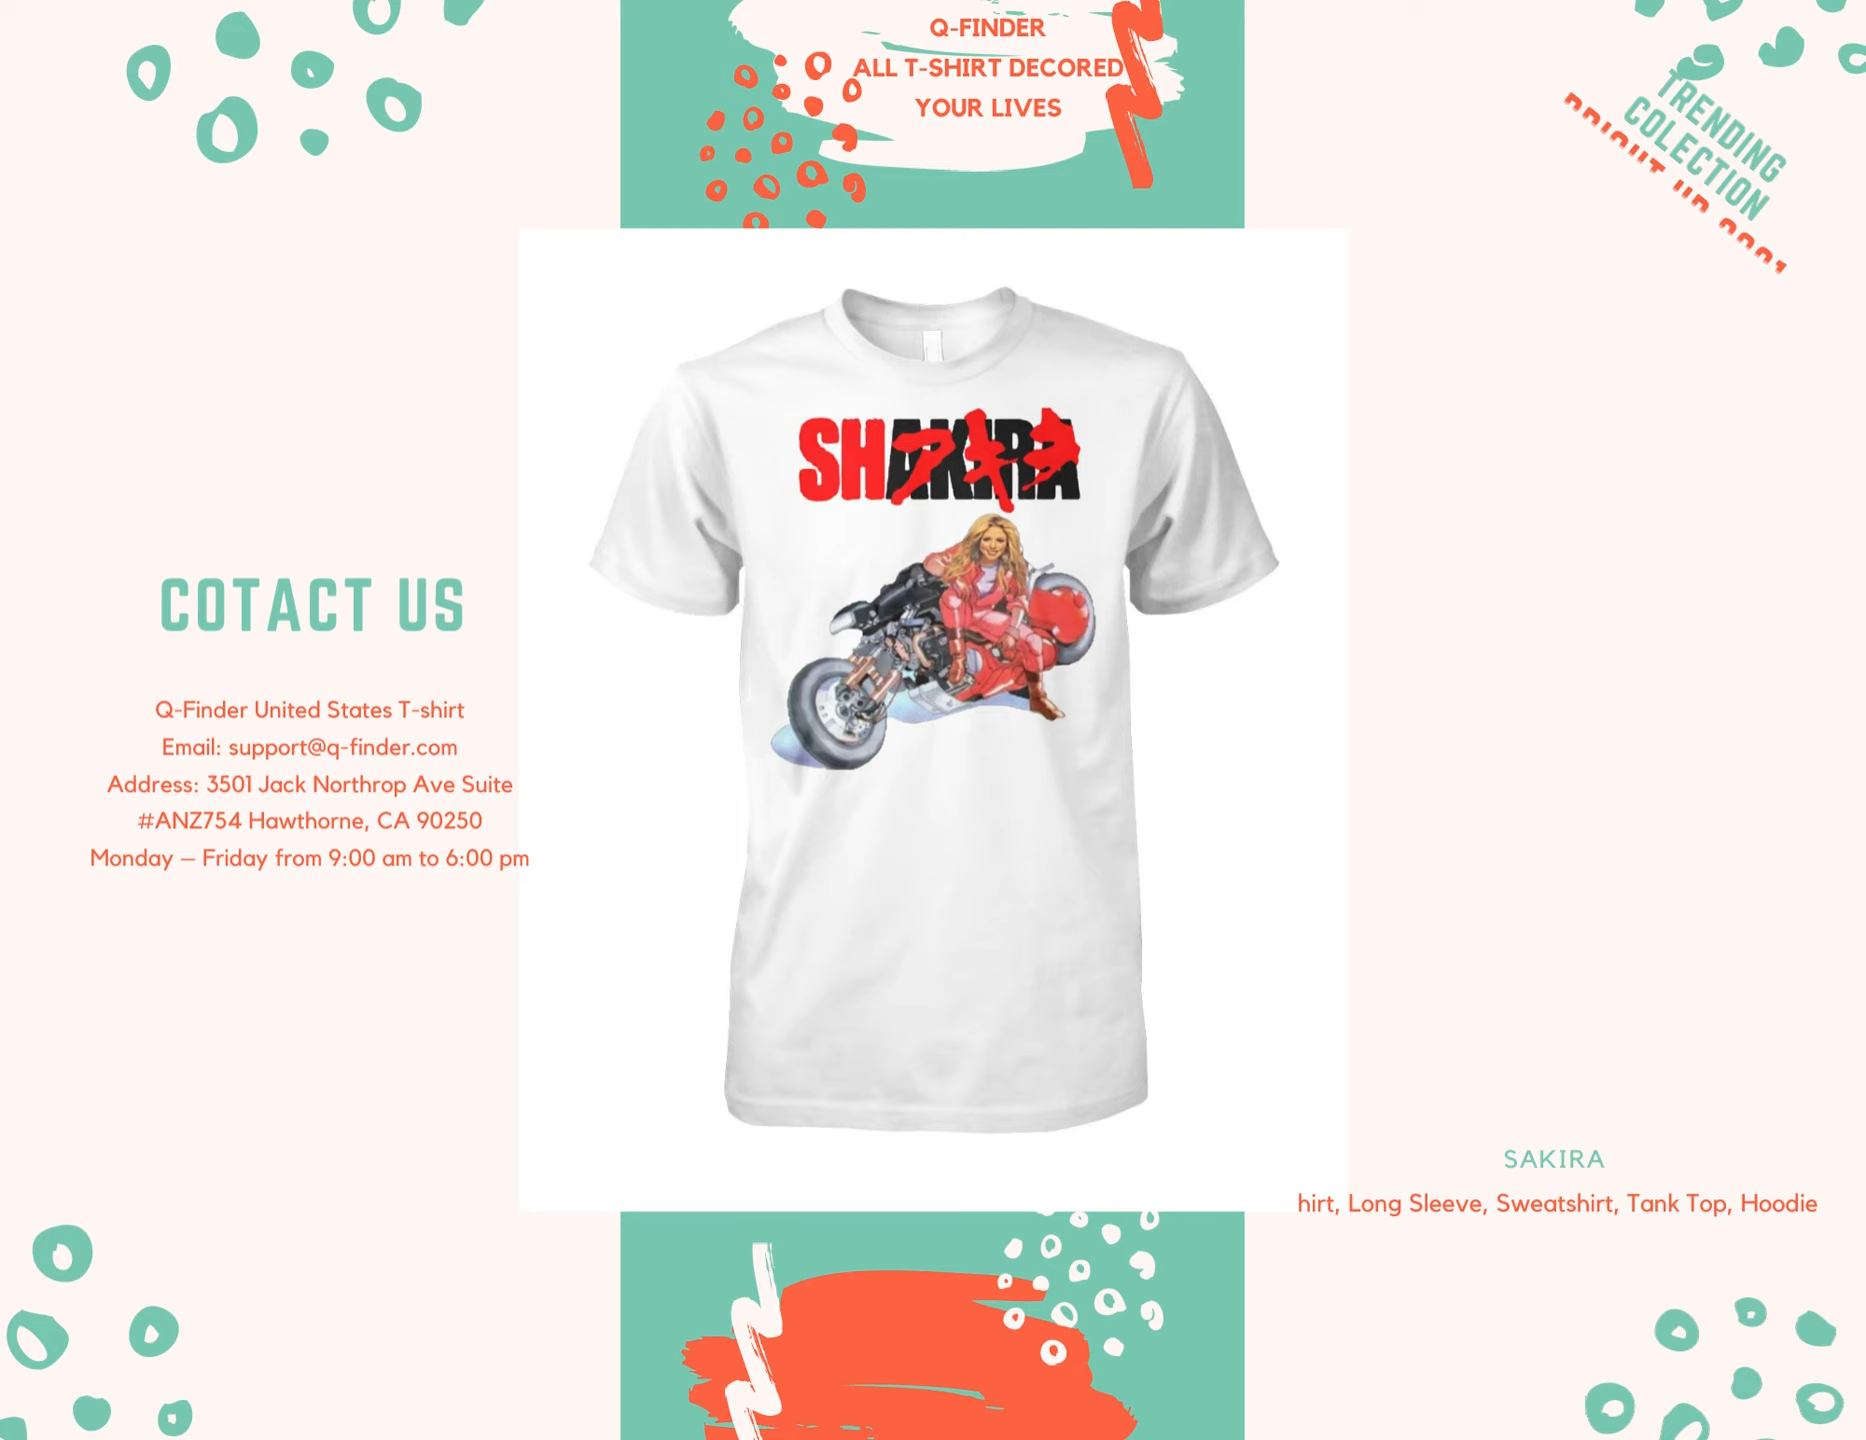 Q-FINDER
ALL T-SHIRT DECORED
YOUR LIVES
TRENDING
COLECTION
SHAKIRA
アキラ
COTACT US
Q-Finder United States T-shirt
Email: support@q-finder.com
Address: 3501 Jack Northrop Ave Suite
#ANZ754 Hawthorne, CA 90250
Monday – Friday from 9:00 am to 6:00 pm
SAKIRA
hirt, Long Sleeve, Sweatshirt, Tank Top, Hoodie